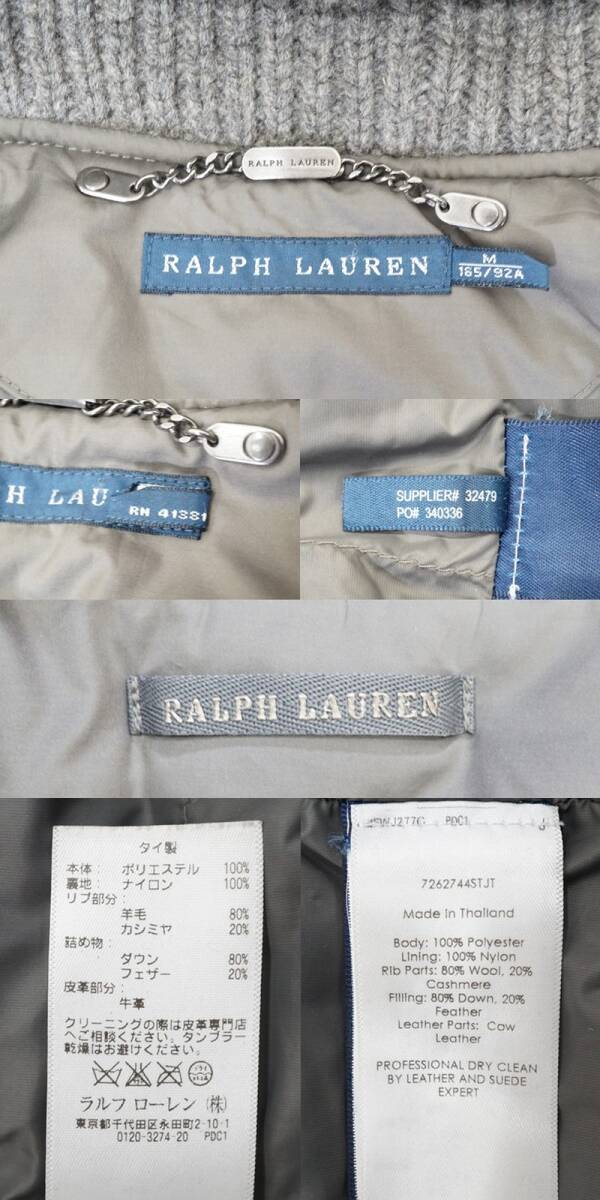 RALPH LAUREN
RALPH LAUREN
M
165/92A
H LAU
RN 41381
SUPPLIER# 32479
PO# 340336
RALPH LAUREN
タイ製
本体: ポリエステル 100%
裏地: ナイロン 100%
リブ部分:
羊毛 80%
カシミヤ 20%
詰め物:
ダウン 80%
フェザー 20%
皮革部分:
牛革
クリーニングの際は皮革専門店
へご相談ください。タンブラー
乾燥はお避けください。
ラルフ ローレン (株)
東京都千代田区永田町2-10-1
0120-3274-20 PDC1
PDC1
7262744STJT
Made in Thailand
Body: 100% Polyester
Lining: 100% Nylon
Rib Parts: 80% Wool, 20%
Cashmere
Filling: 80% Down, 20%
Feather
Leather Parts: Cow
Leather
PROFESSIONAL DRY CLEAN
BY LEATHER AND SUEDE
EXPERT